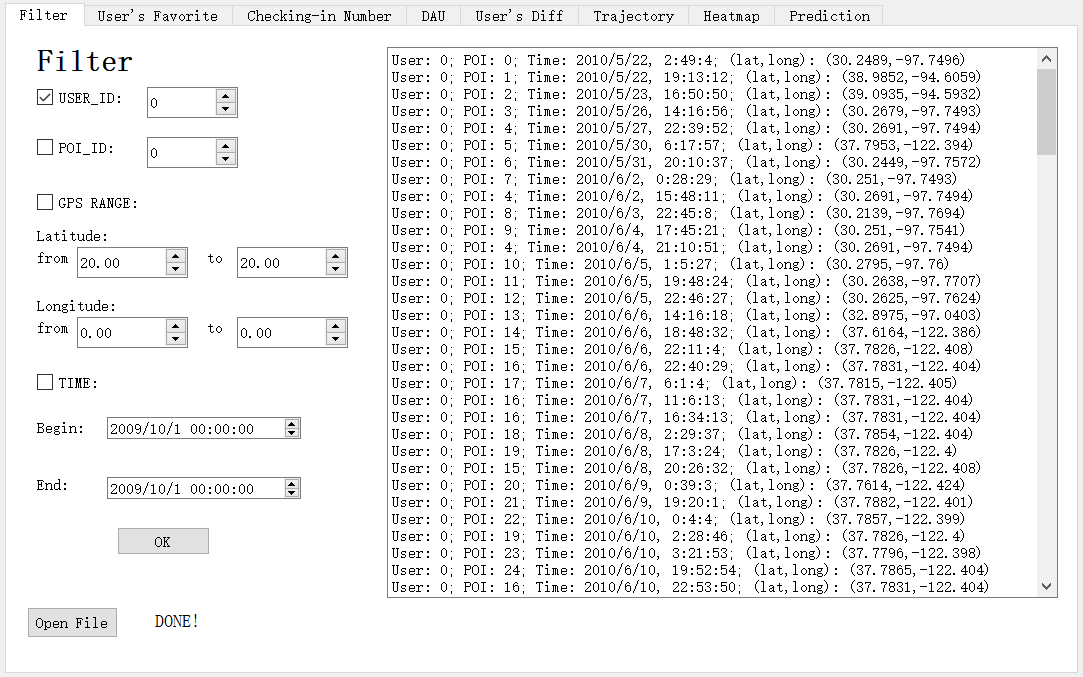 Filter User's Favorite Checking-in Number DAU User's Diff Trajectory Heatmap Prediction
Filter
USER_ID: 0
POI_ID: 0
GPS RANGE:
Latitude:
from 20.00 to 20.00
Longitude:
from 0.00 to 0.00
TIME:
Begin: 2009/10/1 00:00:00
End: 2009/10/1 00:00:00
OK
Open File DONE!
User: 0; POI: 0; Time: 2010/5/22, 2:49:4; (lat,long): (30.2489,-97.7496)
User: 0; POI: 1; Time: 2010/5/22, 19:13:12; (lat,long): (38.9852,-94.6059)
User: 0; POI: 2; Time: 2010/5/23, 16:50:50; (lat,long): (39.0935,-94.5932)
User: 0; POI: 3; Time: 2010/5/26, 14:16:56; (lat,long): (30.2679,-97.7493)
User: 0; POI: 4; Time: 2010/5/27, 22:39:52; (lat,long): (30.2691,-97.7494)
User: 0; POI: 5; Time: 2010/5/30, 6:17:57; (lat,long): (37.7953,-122.394)
User: 0; POI: 6; Time: 2010/5/31, 20:10:37; (lat,long): (30.2449,-97.7572)
User: 0; POI: 7; Time: 2010/6/2, 0:28:29; (lat,long): (30.251,-97.7493)
User: 0; POI: 4; Time: 2010/6/2, 15:48:11; (lat,long): (30.2691,-97.7494)
User: 0; POI: 8; Time: 2010/6/3, 22:45:8; (lat,long): (30.2139,-97.7694)
User: 0; POI: 9; Time: 2010/6/4, 17:45:21; (lat,long): (30.251,-97.7541)
User: 0; POI: 4; Time: 2010/6/4, 21:10:51; (lat,long): (30.2691,-97.7494)
User: 0; POI: 10; Time: 2010/6/5, 1:5:27; (lat,long): (30.2795,-97.76)
User: 0; POI: 11; Time: 2010/6/5, 19:48:24; (lat,long): (30.2638,-97.7707)
User: 0; POI: 12; Time: 2010/6/5, 22:46:27; (lat,long): (30.2625,-97.7624)
User: 0; POI: 13; Time: 2010/6/6, 14:16:18; (lat,long): (32.8975,-97.0403)
User: 0; POI: 14; Time: 2010/6/6, 18:48:32; (lat,long): (37.6164,-122.386)
User: 0; POI: 15; Time: 2010/6/6, 22:11:4; (lat,long): (37.7826,-122.408)
User: 0; POI: 16; Time: 2010/6/6, 22:40:29; (lat,long): (37.7831,-122.404)
User: 0; POI: 17; Time: 2010/6/7, 6:1:4; (lat,long): (37.7815,-122.405)
User: 0; POI: 16; Time: 2010/6/7, 11:6:13; (lat,long): (37.7831,-122.404)
User: 0; POI: 16; Time: 2010/6/7, 16:34:13; (lat,long): (37.7831,-122.404)
User: 0; POI: 18; Time: 2010/6/8, 2:29:37; (lat,long): (37.7854,-122.404)
User: 0; POI: 19; Time: 2010/6/8, 17:3:24; (lat,long): (37.7826,-122.4)
User: 0; POI: 15; Time: 2010/6/8, 20:26:32; (lat,long): (37.7826,-122.408)
User: 0; POI: 20; Time: 2010/6/9, 0:39:3; (lat,long): (37.7614,-122.424)
User: 0; POI: 21; Time: 2010/6/9, 19:20:1; (lat,long): (37.7882,-122.401)
User: 0; POI: 22; Time: 2010/6/10, 0:4:4; (lat,long): (37.7857,-122.399)
User: 0; POI: 19; Time: 2010/6/10, 2:28:46; (lat,long): (37.7826,-122.4)
User: 0; POI: 23; Time: 2010/6/10, 3:21:53; (lat,long): (37.7796,-122.398)
User: 0; POI: 24; Time: 2010/6/10, 19:52:54; (lat,long): (37.7865,-122.404)
User: 0; POI: 16; Time: 2010/6/10, 22:53:50; (lat,long): (37.7831,-122.404)